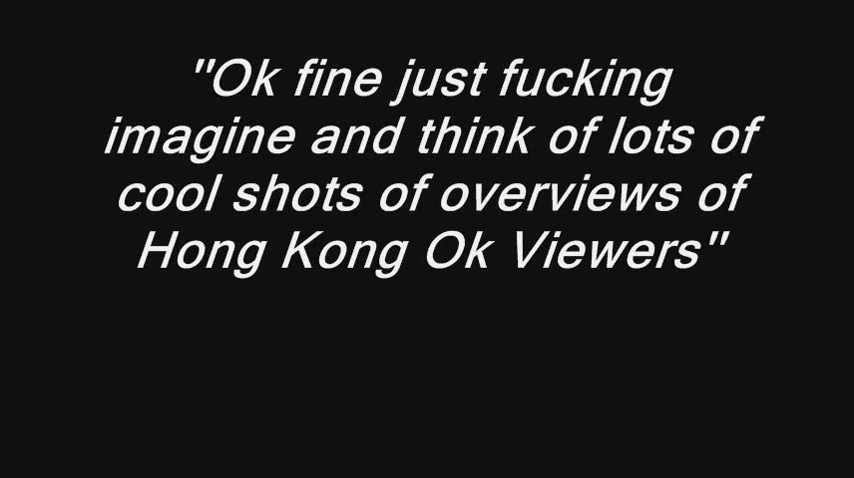 "Ok fine just fucking
imagine and think of lots of
cool shots of overviews of
Hong Kong Ok Viewers"